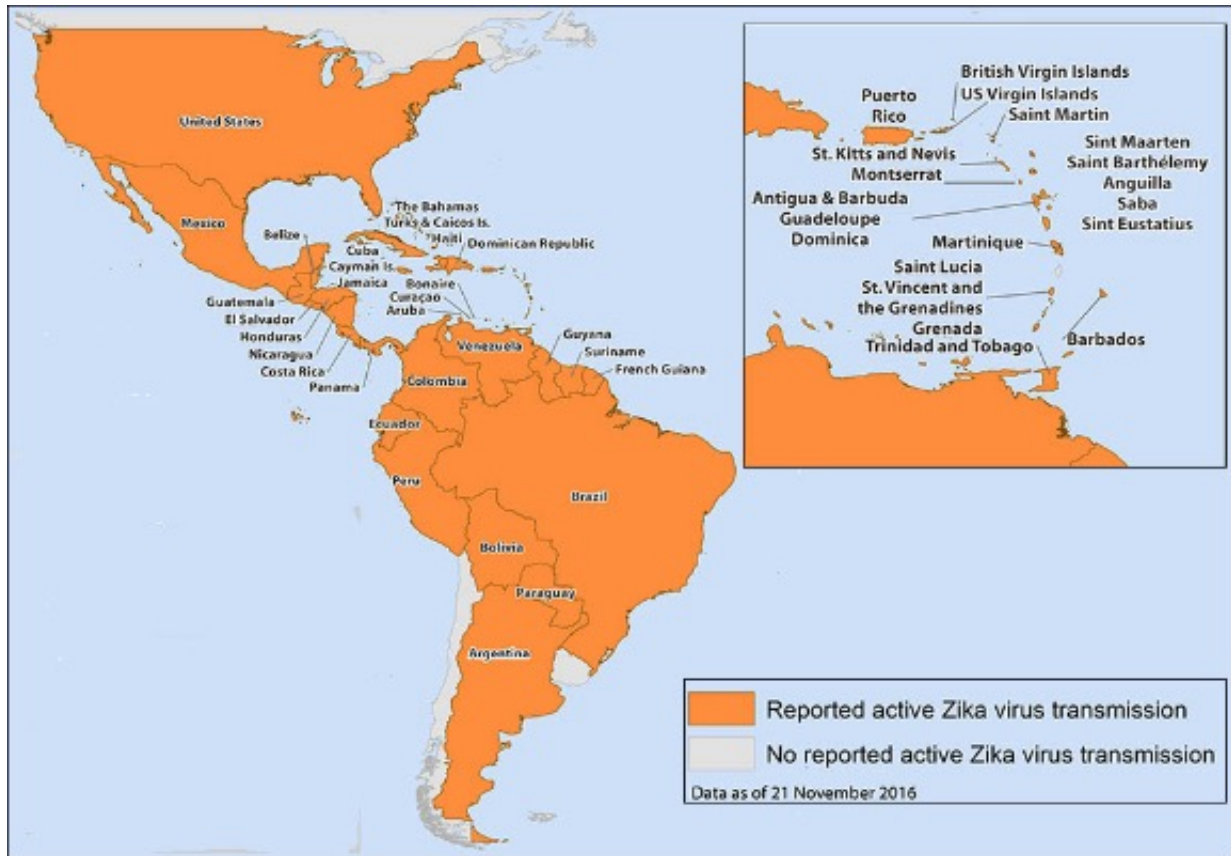 United States
Mexico
The Bahamas
Turks & Caicos Is.
Belize
Cuba
Haiti
Dominican Republic
Cayman Is.
Jamaica
Bonaire
Curaçao
Aruba
Guatemala
El Salvador
Honduras
Nicaragua
Costa Rica
Panama
Venezuela
Guyana
Suriname
French Guiana
Colombia
Ecuador
Peru
Brazil
Bolivia
Paraguay
Argentina
British Virgin Islands
US Virgin Islands
Puerto
Rico
Saint Martin
St. Kitts and Nevis
Montserrat
Sint Maarten
Saint Barthélemy
Anguilla
Saba
Sint Eustatius
Antigua & Barbuda
Guadeloupe
Dominica
Martinique
Saint Lucia
St. Vincent and
the Grenadines
Grenada
Trinidad and Tobago
Barbados
Reported active Zika virus transmission
No reported active Zika virus transmission
Data as of 21 November 2016